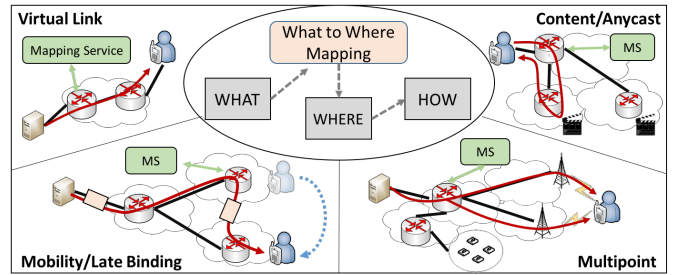 Virtual Link
Mapping Service
What to Where
Mapping
WHAT
WHERE
HOW
Content/Anycast
MS
MS
Mobility/Late Binding
MS
Multipoint